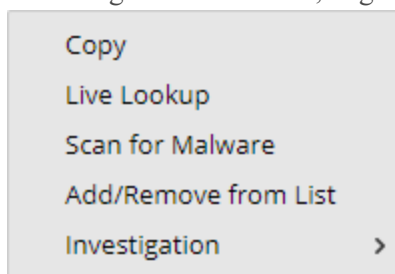 Copy
Live Lookup
Scan for Malware
Add/Remove from List
Investigation